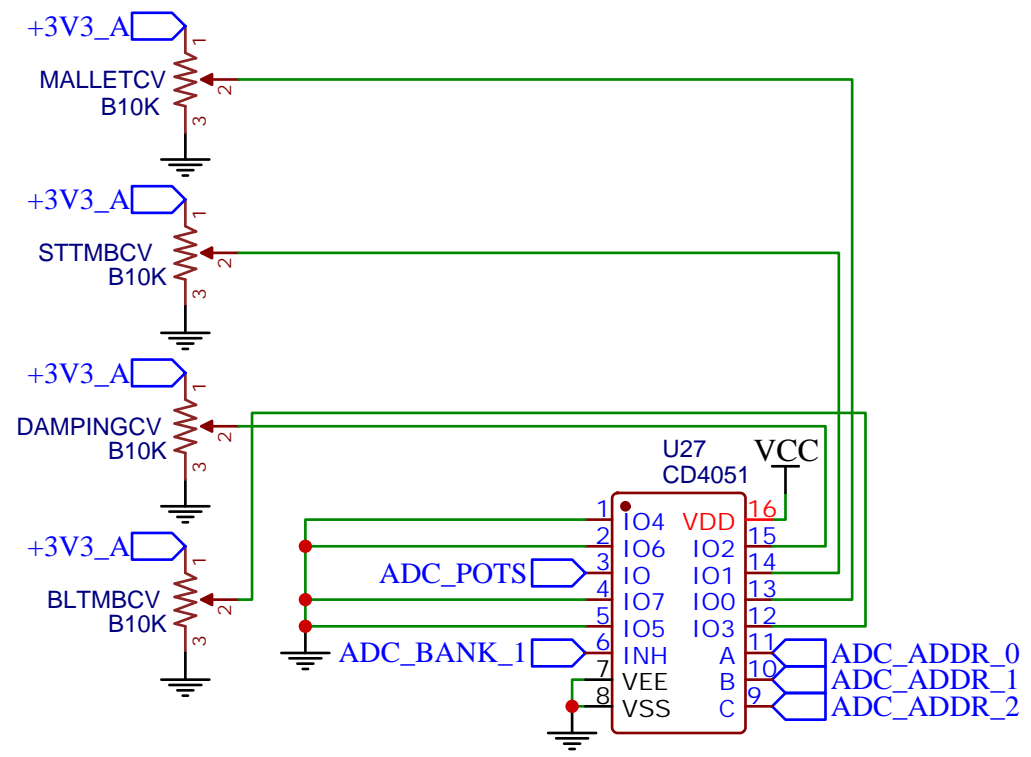 +3V3_A
1
MALLETCV
B10K
2
3
+3V3_A
1
STTMBCV
B10K
2
3
+3V3_A
1
DAMPINGCV
B10K
2
3
+3V3_A
1
BLTMBCV
B10K
2
3
U27
CD4051
VCC
1 IO4 VDD 16
2 IO6 IO2 15
ADC_POTS 3 IO IO1 14
4 IO7 IO0 13
5 IO5 IO3 12
ADC_BANK_1 6 INH A 11 ADC_ADDR_0
7 VEE B 10 ADC_ADDR_1
8 VSS C 9 ADC_ADDR_2